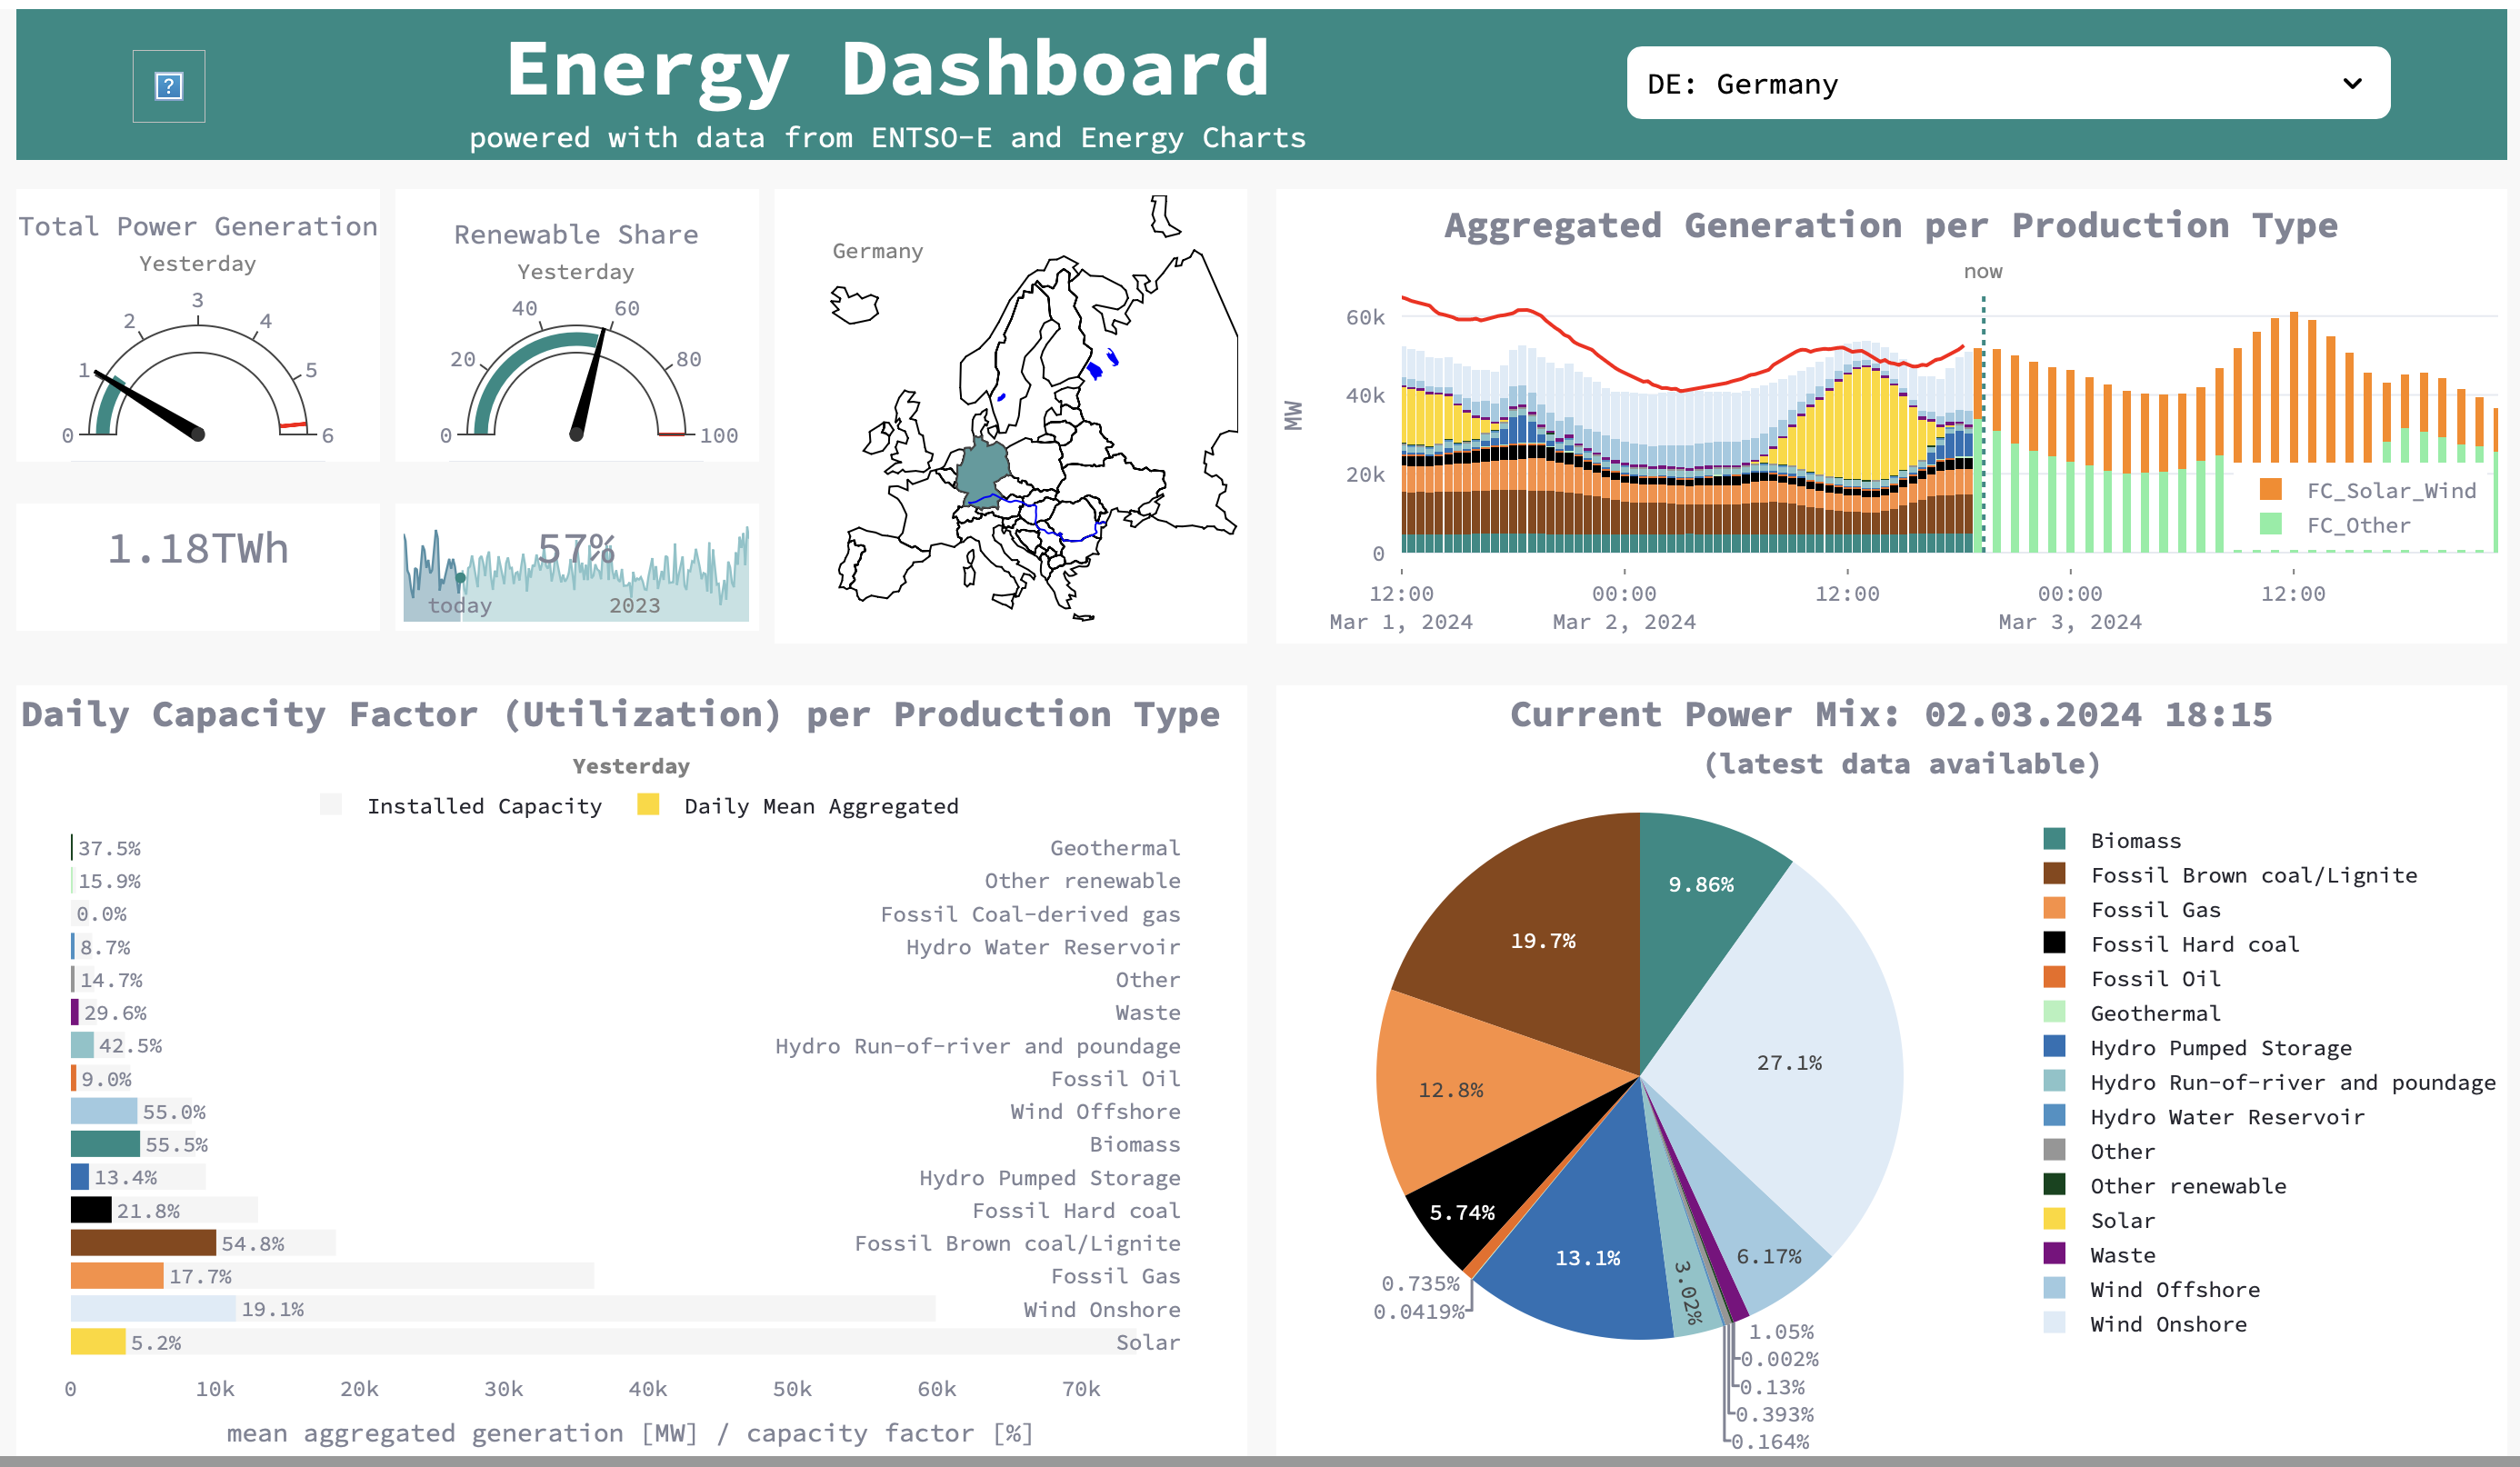 Energy Dashboard
powered with data from ENTSO-E and Energy Charts
DE: Germany
Total Power Generation
Yesterday
0 1 2 3 4 5 6
1.18TWh
Renewable Share
Yesterday
0 20 40 60 80 100
57%
today 2023
Germany
Aggregated Generation per Production Type
now
MW
60k
40k
20k
0
12:00 00:00 12:00 00:00 12:00
Mar 1, 2024 Mar 2, 2024 Mar 3, 2024
FC_Solar_Wind
FC_Other
Daily Capacity Factor (Utilization) per Production Type
Yesterday
Installed Capacity Daily Mean Aggregated
37.5% Geothermal
15.9% Other renewable
0.0% Fossil Coal-derived gas
8.7% Hydro Water Reservoir
14.7% Other
29.6% Waste
42.5% Hydro Run-of-river and poundage
9.0% Fossil Oil
55.0% Wind Offshore
55.5% Biomass
13.4% Hydro Pumped Storage
21.8% Fossil Hard coal
54.8% Fossil Brown coal/Lignite
17.7% Fossil Gas
19.1% Wind Onshore
5.2% Solar
0 10k 20k 30k 40k 50k 60k 70k
mean aggregated generation [MW] / capacity factor [%]
Current Power Mix: 02.03.2024 18:15
(latest data available)
9.86%
19.7%
27.1%
12.8%
5.74%
13.1%
3.02%
6.17%
0.735%
0.0419%
1.05%
0.002%
0.13%
0.393%
0.164%
Biomass
Fossil Brown coal/Lignite
Fossil Gas
Fossil Hard coal
Fossil Oil
Geothermal
Hydro Pumped Storage
Hydro Run-of-river and poundage
Hydro Water Reservoir
Other
Other renewable
Solar
Waste
Wind Offshore
Wind Onshore